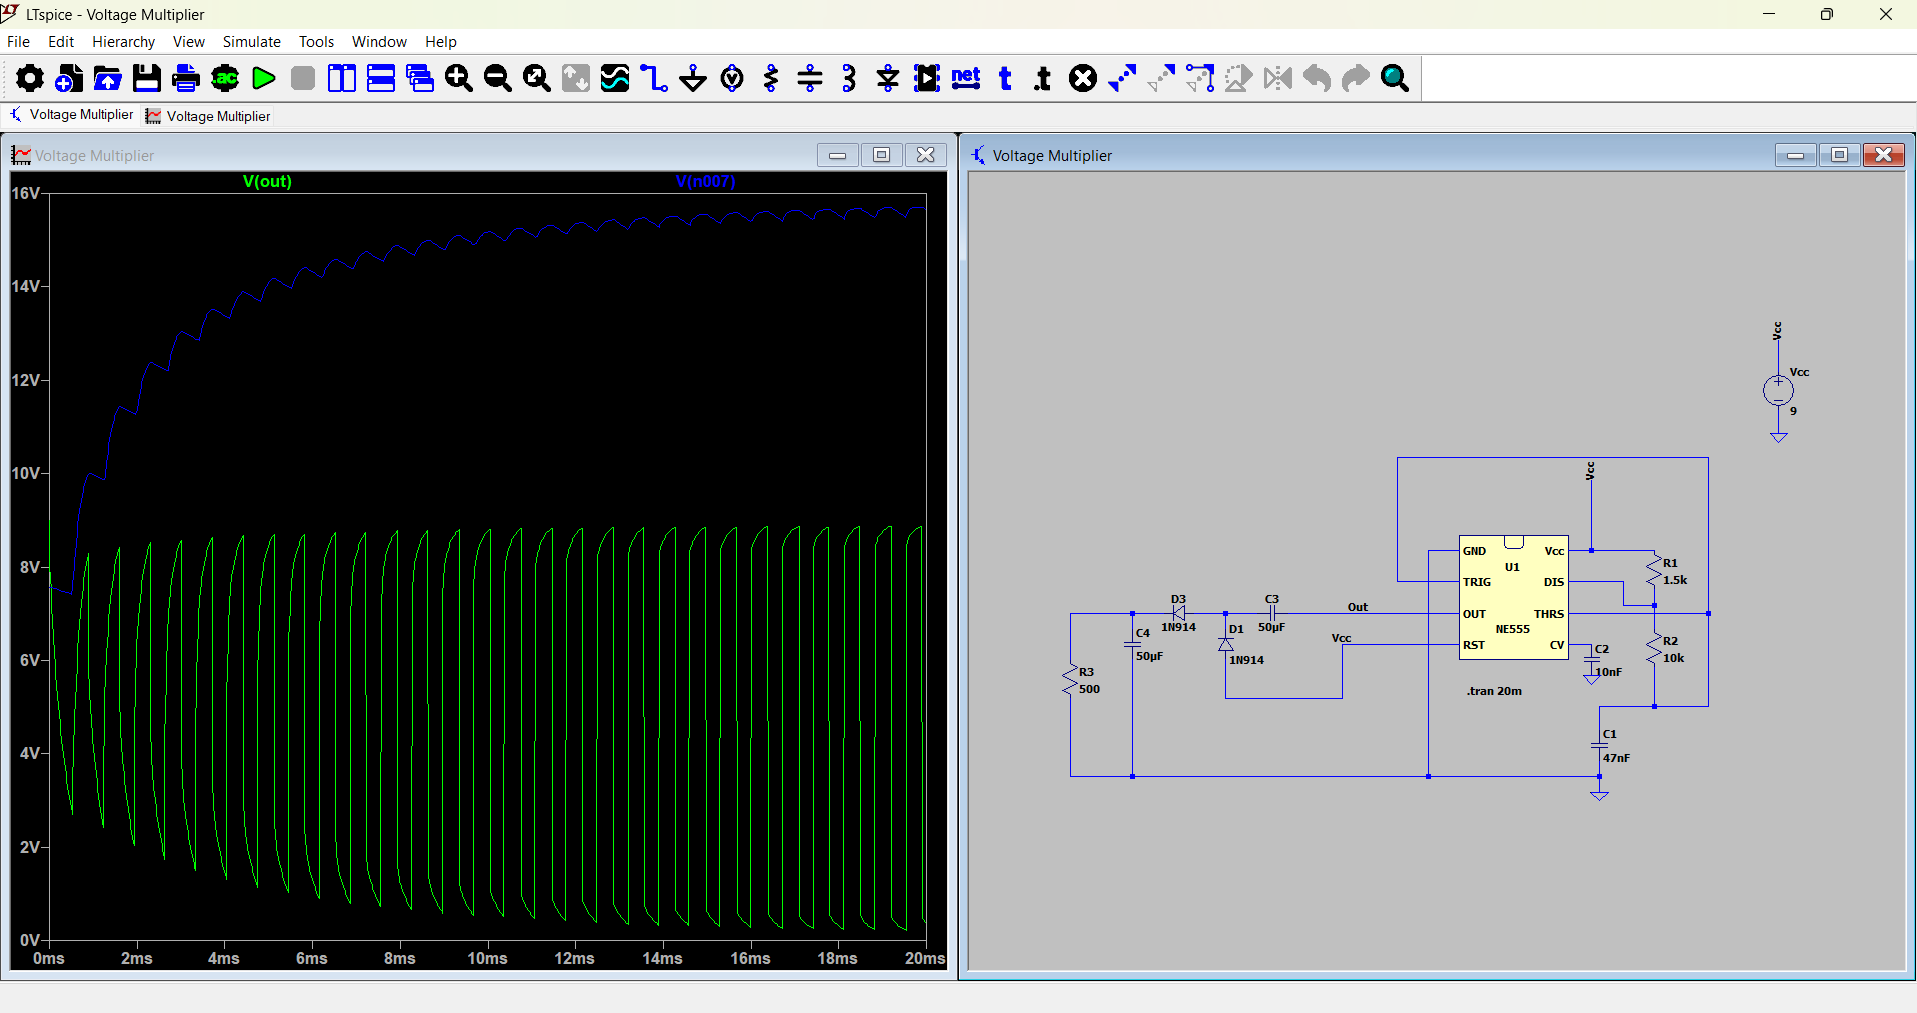 LTspice - Voltage Multiplier
File Edit Hierarchy View Simulate Tools Window Help
.ac
net
t
.t
Voltage Multiplier
Voltage Multiplier
Voltage Multiplier
V(out)
V(n007)
16V
14V
12V
10V
8V
6V
4V
2V
0V
0ms 2ms 4ms 6ms 8ms 10ms 12ms 14ms 16ms 18ms 20ms
Voltage Multiplier
Vcc
Vcc
9
Vcc
GND Vcc
U1
TRIG DIS
OUT THRS
NE555
RST CV
R1
1.5k
R2
10k
C2
10nF
.tran 20m
C1
47nF
D3
1N914
C3
50µF
Out
Vcc
D1
1N914
C4
50µF
R3
500